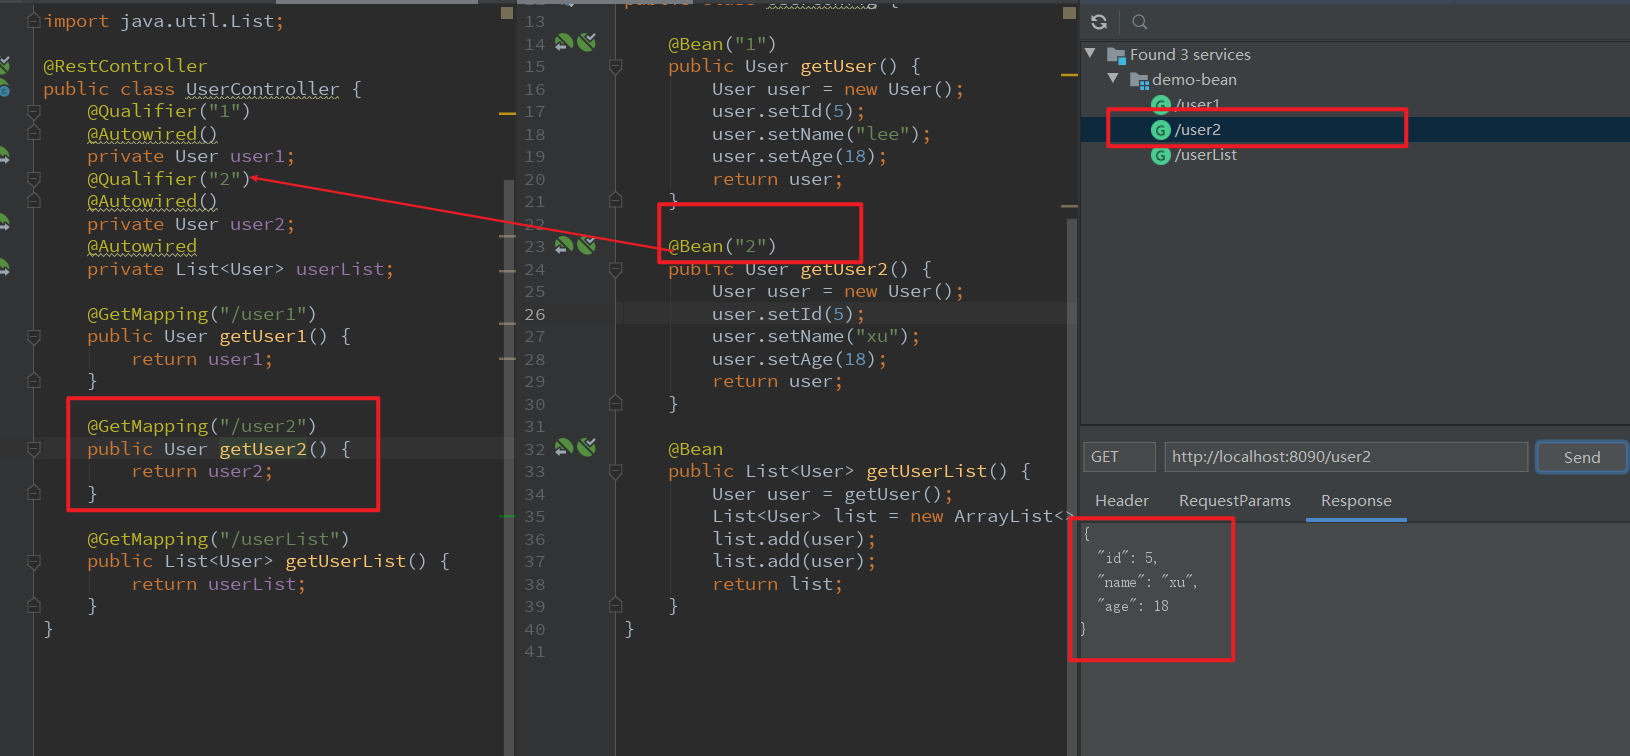 import java.util.List;
@RestController
public class UserController {
@Qualifier("1")
@Autowired()
private User user1;
@Qualifier("2")
@Autowired()
private User user2;
@Autowired
private List<User> userList;
@GetMapping("/user1")
public User getUser1() {
return user1;
}
@GetMapping("/user2")
public User getUser2() {
return user2;
}
@GetMapping("/userList")
public List<User> getUserList() {
return userList;
}
}
13
14 @Bean("1")
15 public User getUser() {
16 User user = new User();
17 user.setId(5);
18 user.setName("lee");
19 user.setAge(18);
20 return user;
21 }
22
23 @Bean("2")
24 public User getUser2() {
25 User user = new User();
26 user.setId(5);
27 user.setName("xu");
28 user.setAge(18);
29 return user;
30 }
31
32 @Bean
33 public List<User> getUserList() {
34 User user = getUser();
35 List<User> list = new ArrayList<>
36 list.add(user);
37 list.add(user);
38 return list;
39 }
40 }
41
Found 3 services
demo-bean
G /user1
G /user2
G /userList
GET http://localhost:8090/user2 Send
Header RequestParams Response
{
"id": 5,
"name": "xu",
"age": 18
}